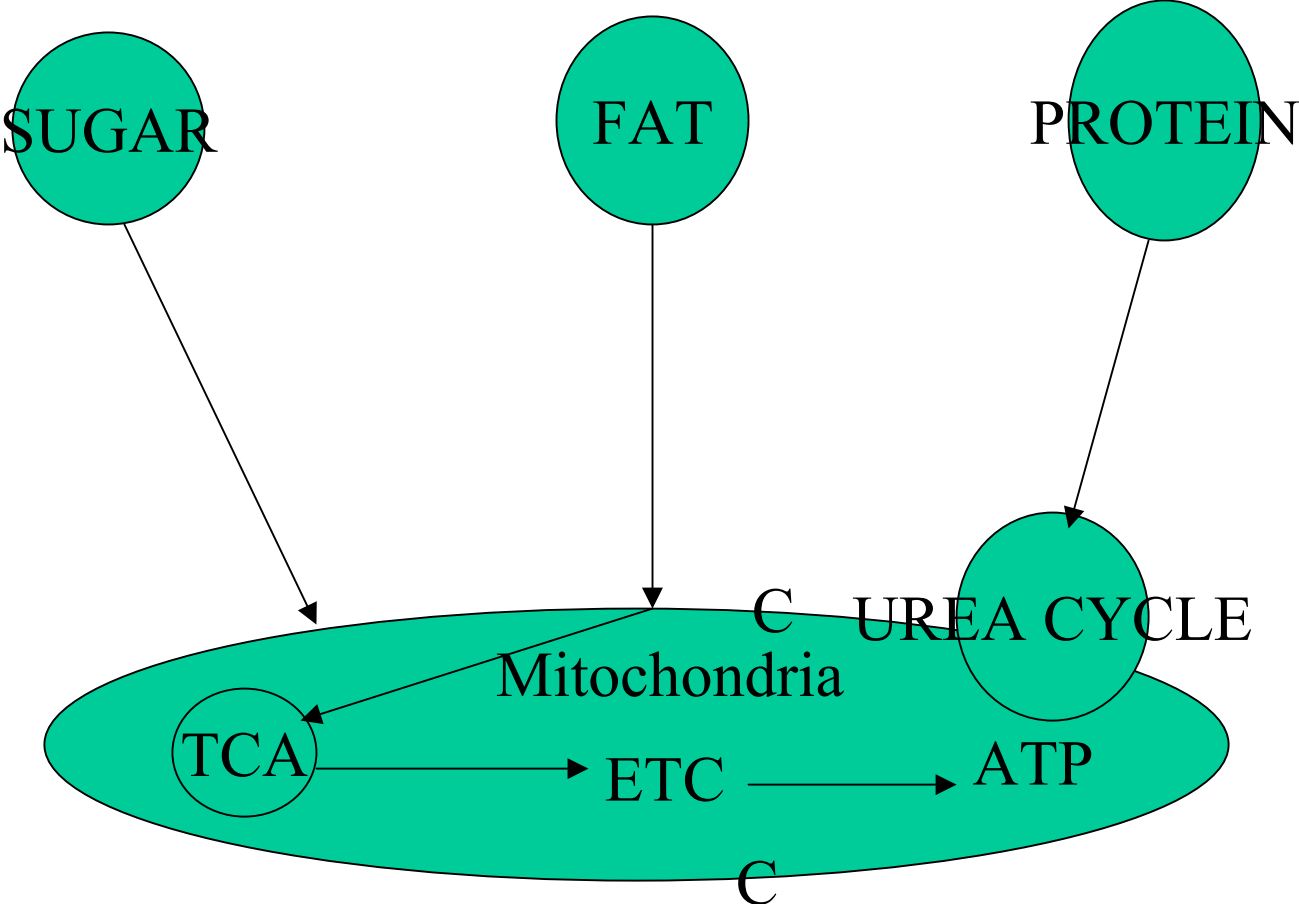 SUGAR
FAT
PROTEIN
C
UREA CYCLE
Mitochondria
TCA
ETC
ATP
C